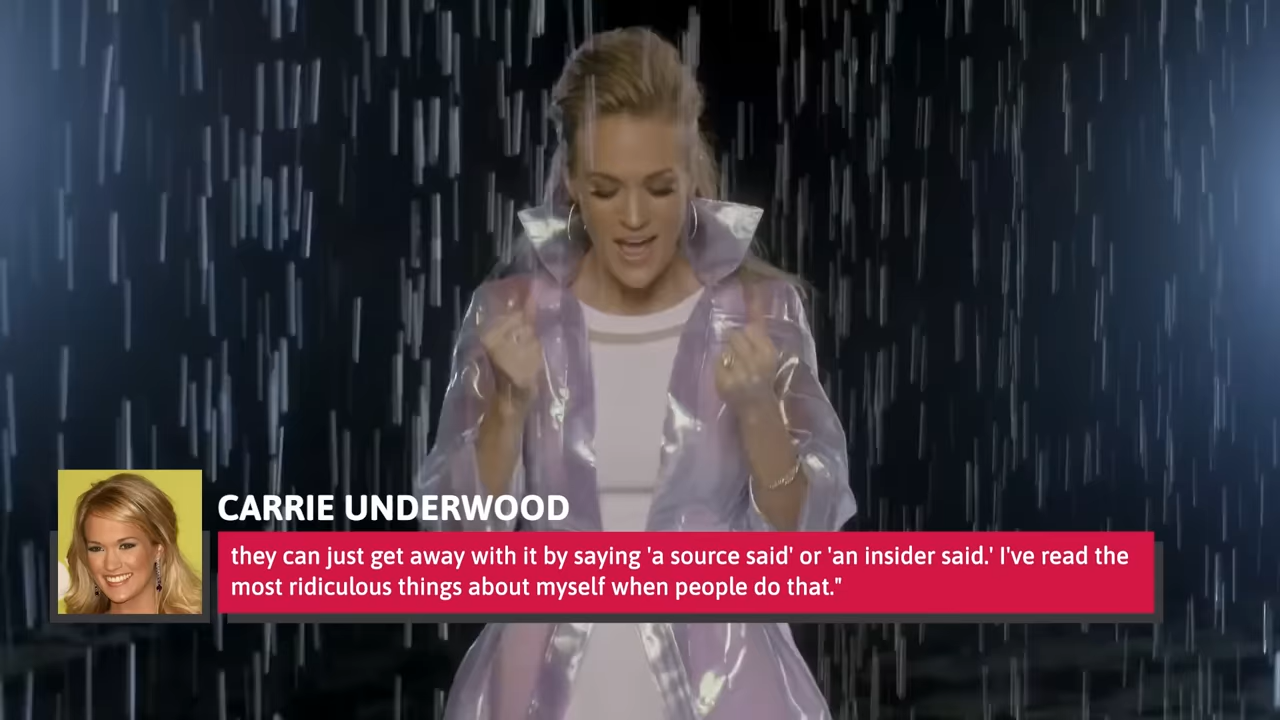 CARRIE UNDERWOOD
they can just get away with it by saying 'a source said' or 'an insider said.' I've read the
most ridiculous things about myself when people do that."